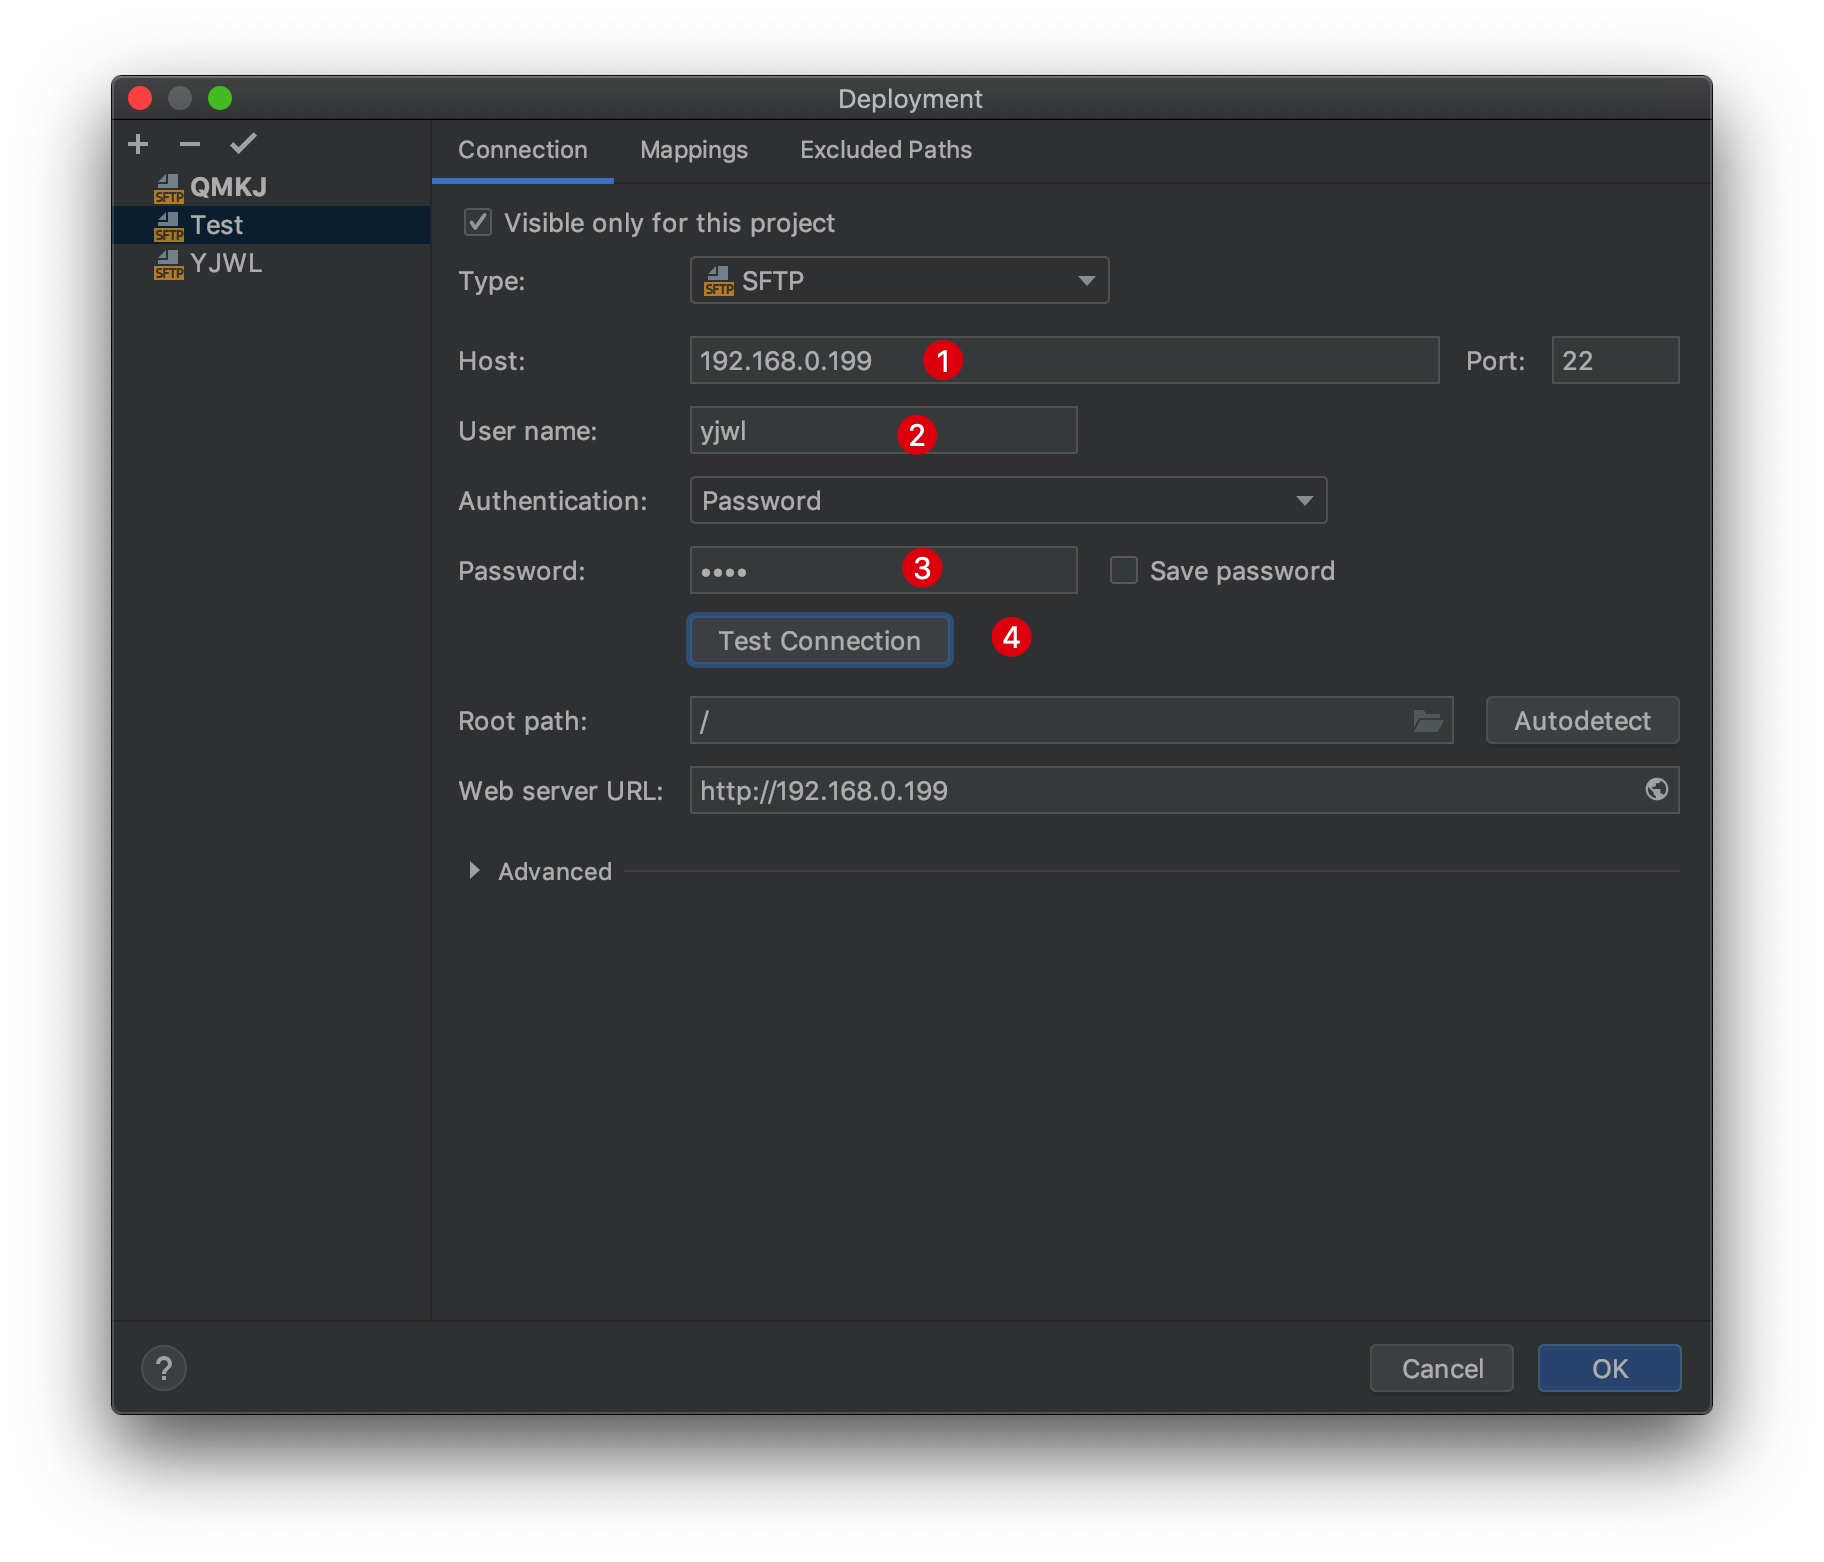 Deployment
Connection Mappings Excluded Paths
SFTP QMKJ
SFTP Test
SFTP YJWL
Visible only for this project
Type: SFTP SFTP
Host: 192.168.0.199 1 Port: 22
User name: yjwl 2
Authentication: Password
Password: •••• 3 Save password
Test Connection 4
Root path: / Autodetect
Web server URL: http://192.168.0.199
Advanced
? Cancel OK